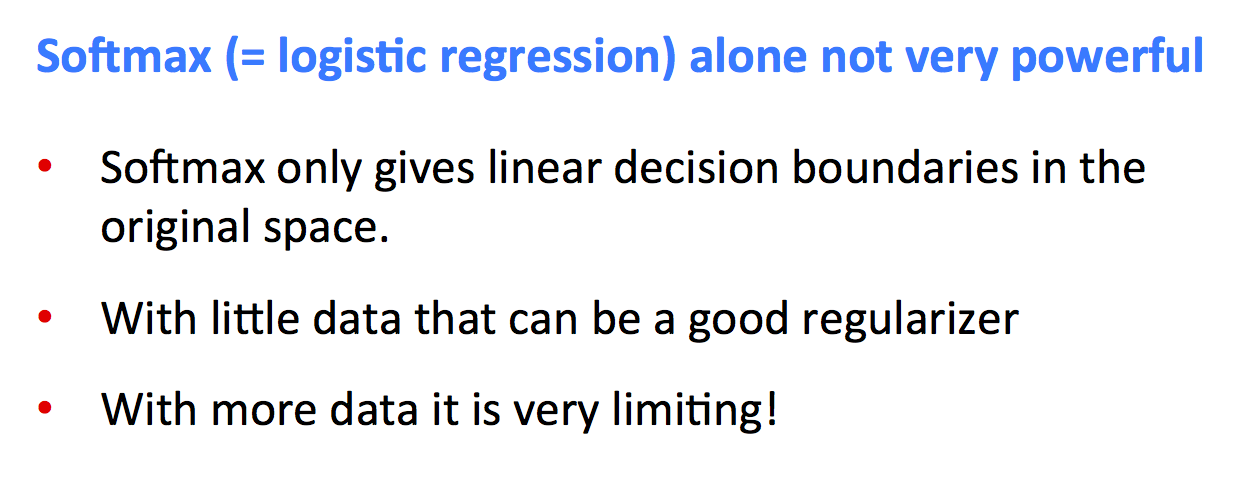 Softmax (= logistic regression) alone not very powerful
• Softmax only gives linear decision boundaries in the
original space.
• With little data that can be a good regularizer
• With more data it is very limiting!